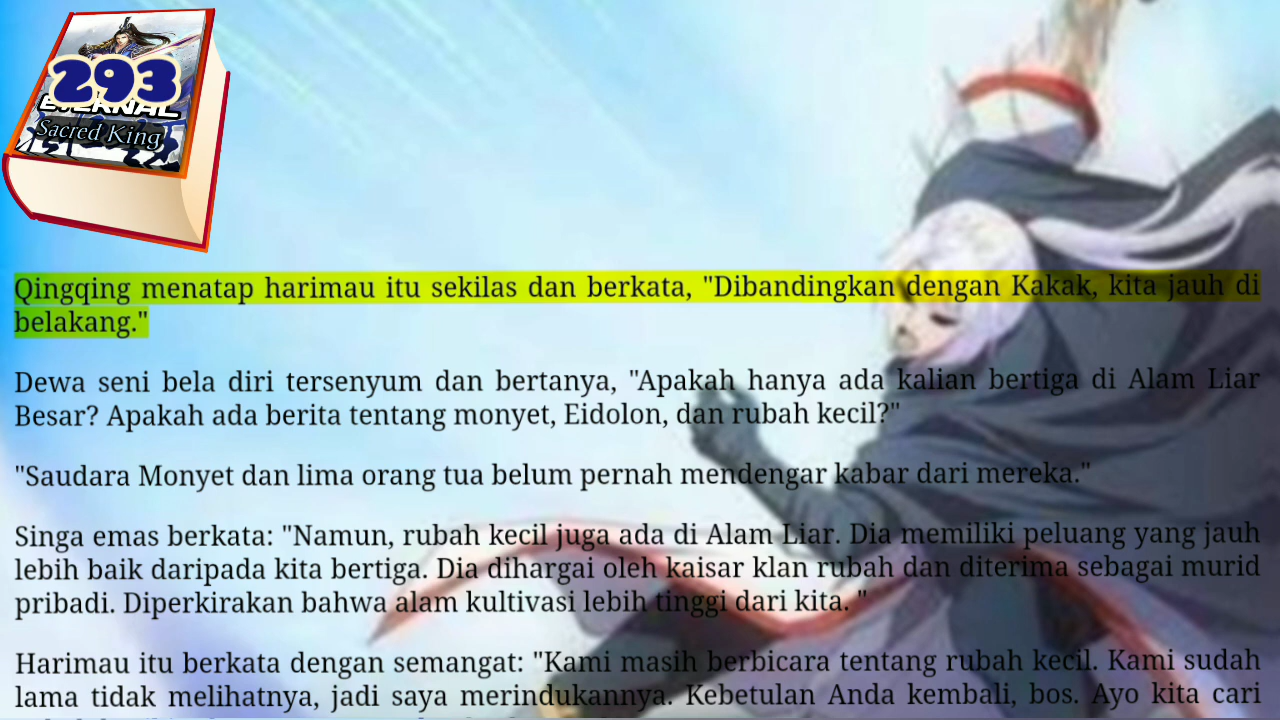 293
ETERNAL
Sacred King
Qingqing menatap harimau itu sekilas dan berkata, "Dibandingkan dengan Kakak, kita jauh di
belakang."
Dewa seni bela diri tersenyum dan bertanya, "Apakah hanya ada kalian bertiga di Alam Liar
Besar? Apakah ada berita tentang monyet, Eidolon, dan rubah kecil?"
"Saudara Monyet dan lima orang tua belum pernah mendengar kabar dari mereka."
Singa emas berkata: "Namun, rubah kecil juga ada di Alam Liar. Dia memiliki peluang yang jauh
lebih baik daripada kita bertiga. Dia dihargai oleh kaisar klan rubah dan diterima sebagai murid
pribadi. Diperkirakan bahwa alam kultivasi lebih tinggi dari kita. "
Harimau itu berkata dengan semangat: "Kami masih berbicara tentang rubah kecil. Kami sudah
lama tidak melihatnya, jadi saya merindukannya. Kebetulan Anda kembali, bos. Ayo kita cari